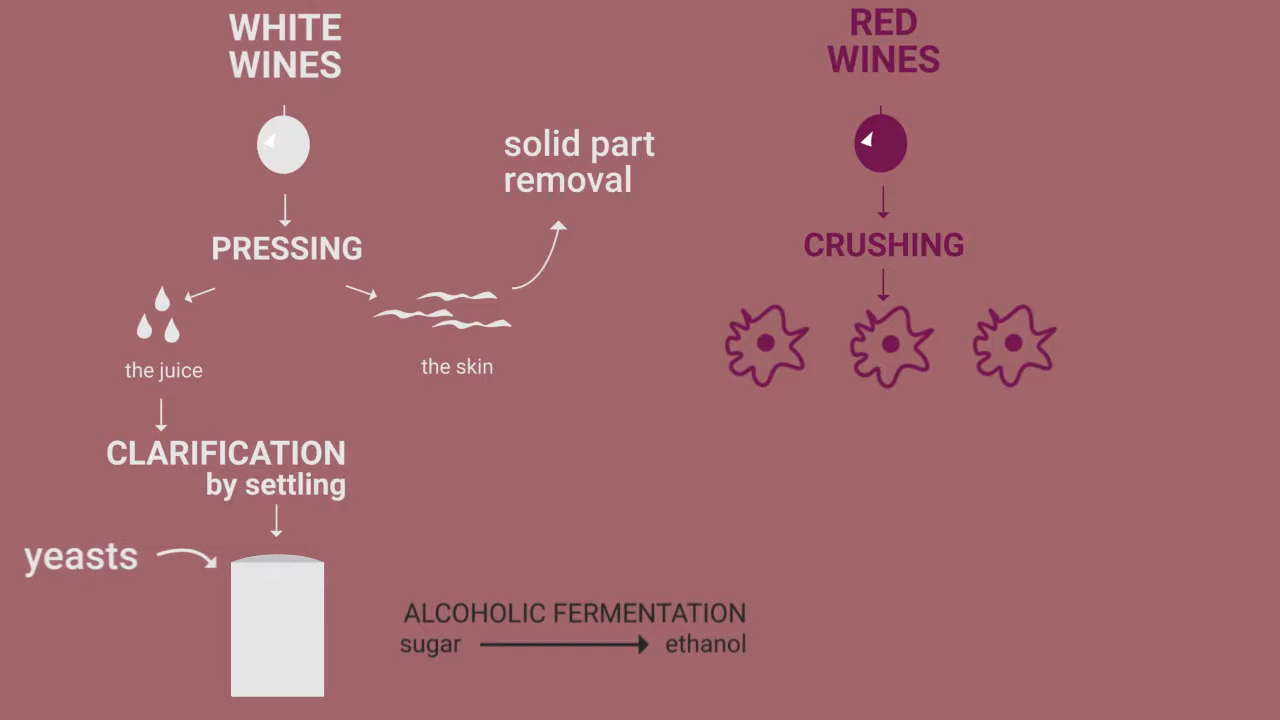 WHITE
WINES
RED
WINES
solid part
removal
PRESSING
CRUSHING
the juice
the skin
CLARIFICATION
by settling
yeasts
ALCOHOLIC FERMENTATION
sugar
ethanol